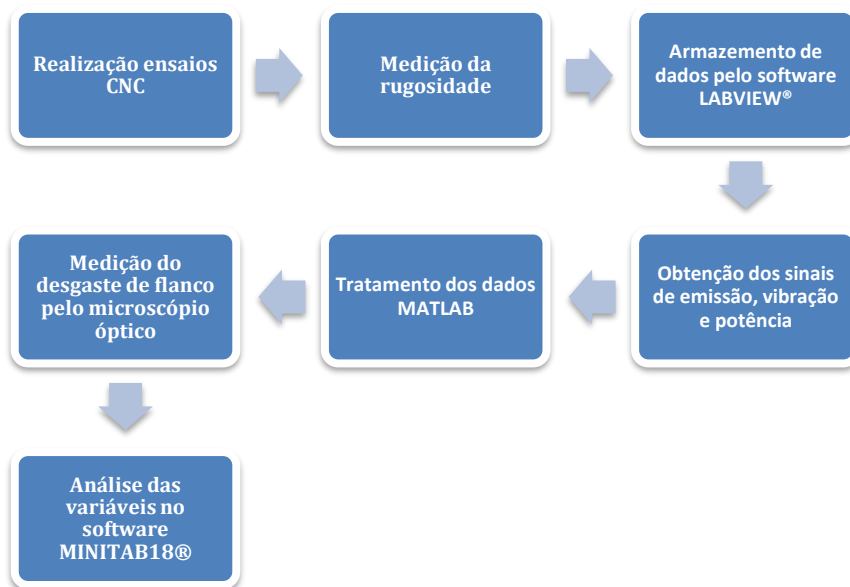 Realização ensaios
CNC
Medição da
rugosidade
Armazemento de
dados pelo software
LABVIEW®
Obtenção dos sinais
de emissão, vibração
e potência
Tratamento dos dados
MATLAB
Medição do
desgaste de flanco
pelo microscópio
óptico
Análise das
variáveis no
software
MINITAB18®